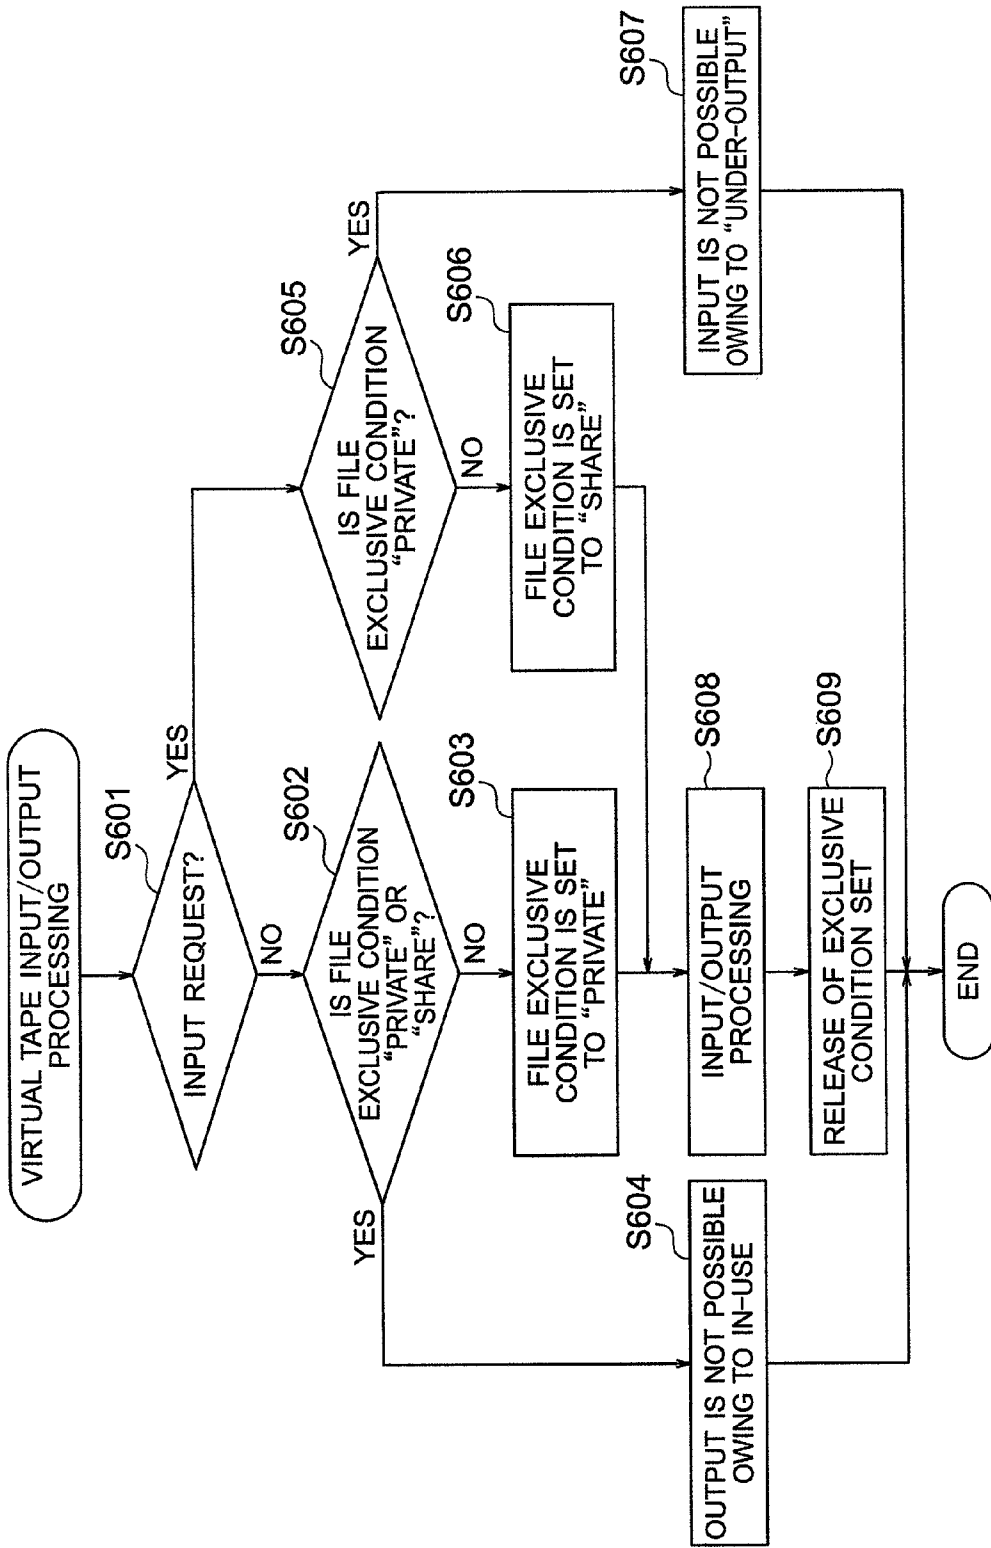 VIRTUAL TAPE INPUT/OUTPUT
PROCESSING
S601
INPUT REQUEST?
YES
NO
S602
IS FILE
EXCLUSIVE CONDITION
“PRIVATE” OR
“SHARE”?
YES
NO
S605
IS FILE
EXCLUSIVE CONDITION
“PRIVATE”?
YES
NO
S603
FILE EXCLUSIVE
CONDITION IS SET
TO “PRIVATE”
S606
FILE EXCLUSIVE
CONDITION IS SET
TO “SHARE”
S604
OUTPUT IS NOT POSSIBLE
OWING TO IN-USE
S608
INPUT/OUTPUT
PROCESSING
S607
INPUT IS NOT POSSIBLE
OWING TO “UNDER-OUTPUT”
S609
RELEASE OF EXCLUSIVE
CONDITION SET
END